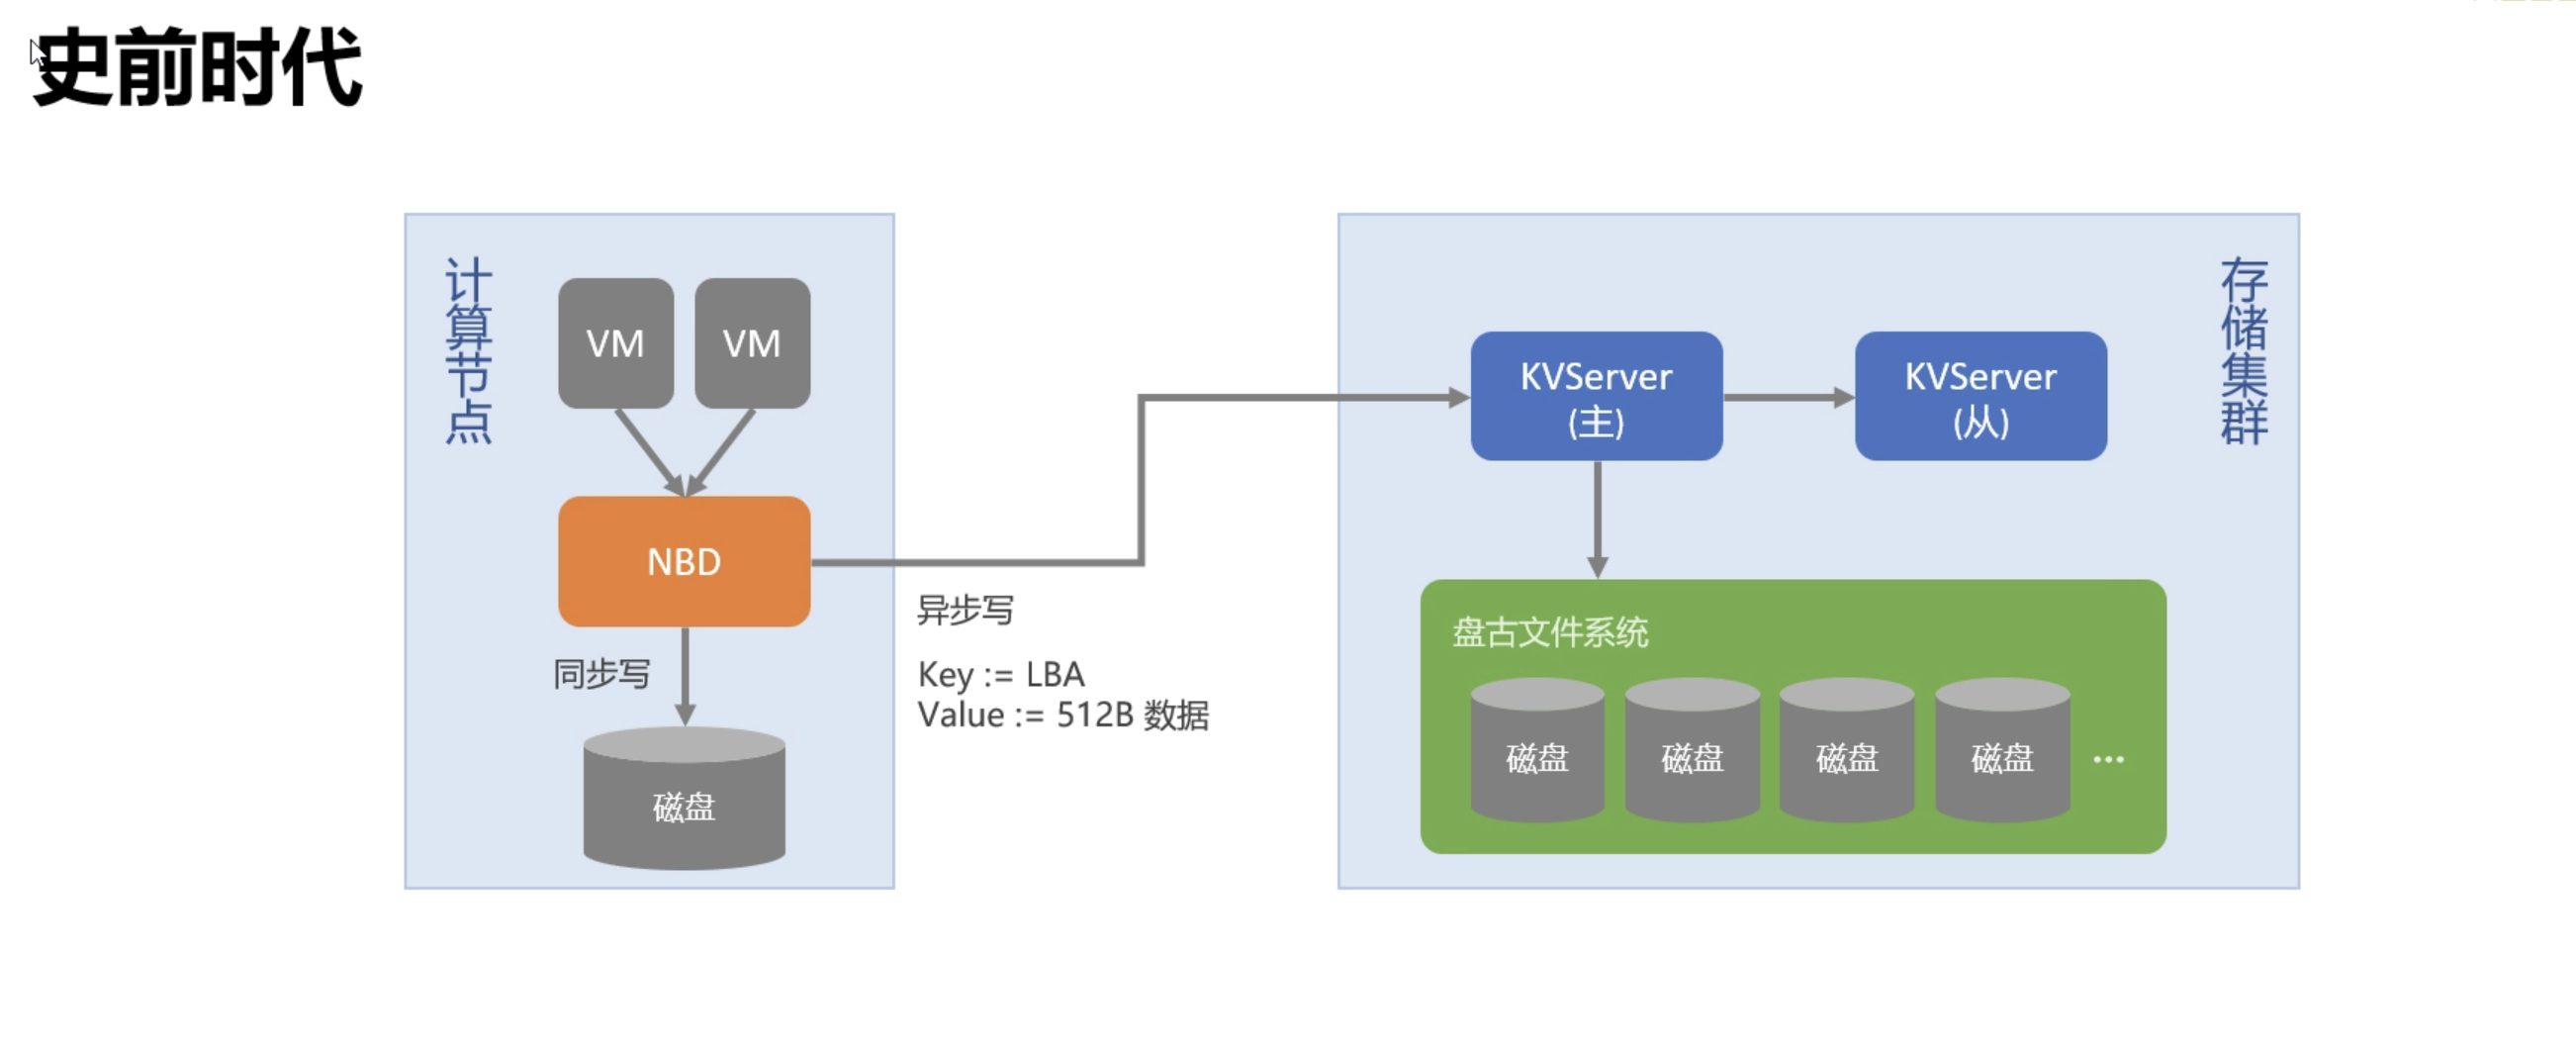 史前时代
计算节点
VM
VM
NBD
同步写
磁盘
异步写
Key := LBA
Value := 512B 数据
存储集群
KVServer
(主)
KVServer
(从)
盘古文件系统
磁盘
磁盘
磁盘
磁盘
...